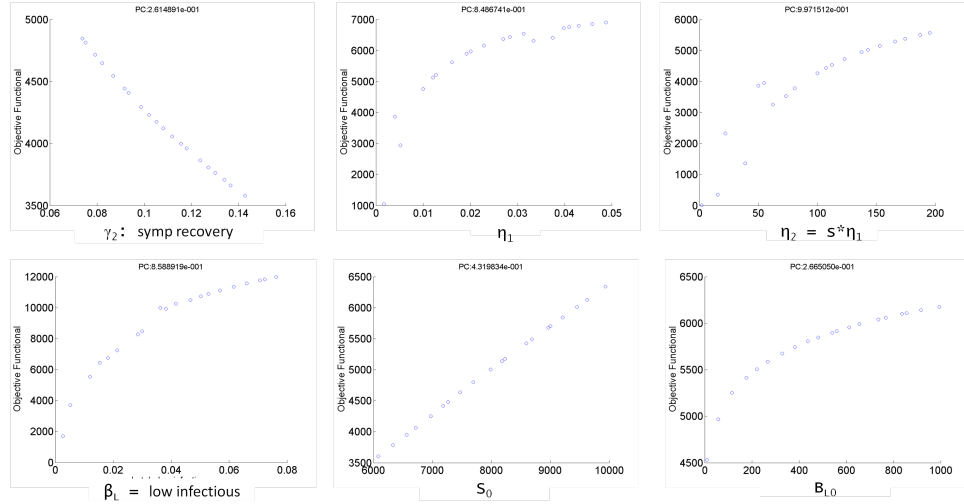 PC:2.614891e-001
Objective Functional
5000
4500
4000
3500
0.06 0.08 0.1 0.12 0.14 0.16
γ2: symp recovery
PC:8.486741e-001
Objective Functional
7000
6000
5000
4000
3000
2000
1000
0 0.01 0.02 0.03 0.04 0.05
η1
PC:9.971512e-001
Objective Functional
7000
6000
5000
4000
3000
2000
1000
0
0 50 100 150 200
η2 = s*η1
PC:8.588919e-001
Objective Functional
12000
10000
8000
6000
4000
2000
0
0 0.02 0.04 0.06 0.08
βL = low infectious
PC:4.319834e-001
Objective Functional
6500
6000
5500
5000
4500
4000
3500
6000 7000 8000 9000 10000
S0
PC:2.665050e-001
Objective Functional
6500
6000
5500
5000
4500
0 200 400 600 800 1000
BL0